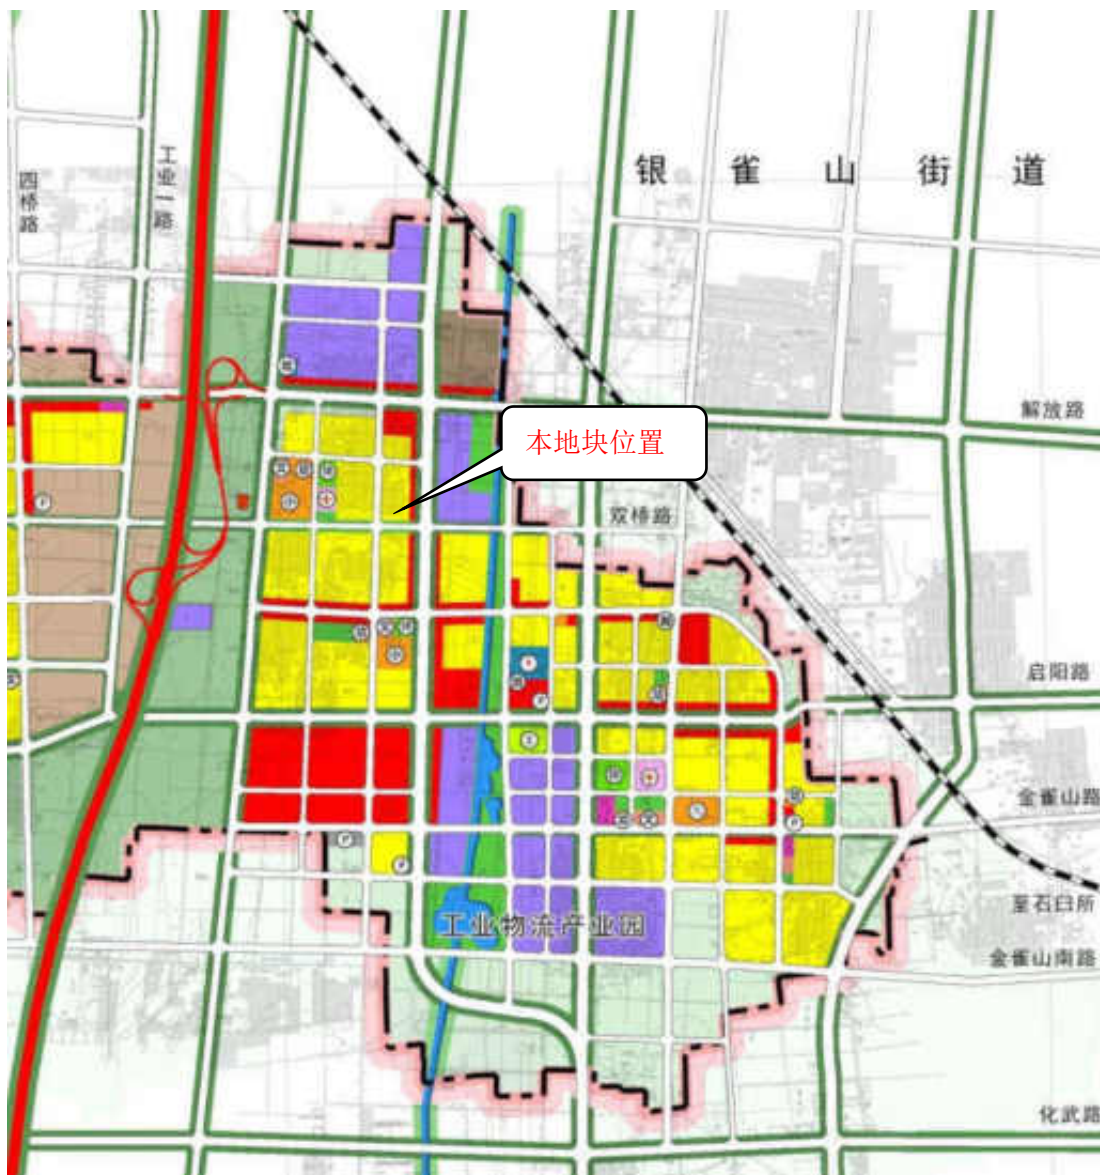 银雀山街道
工业一路
四桥路
解放路
本地块位置
双桥路
启阳路
金雀山路
至石臼所
工业物流产业园
金雀山南路
化武路